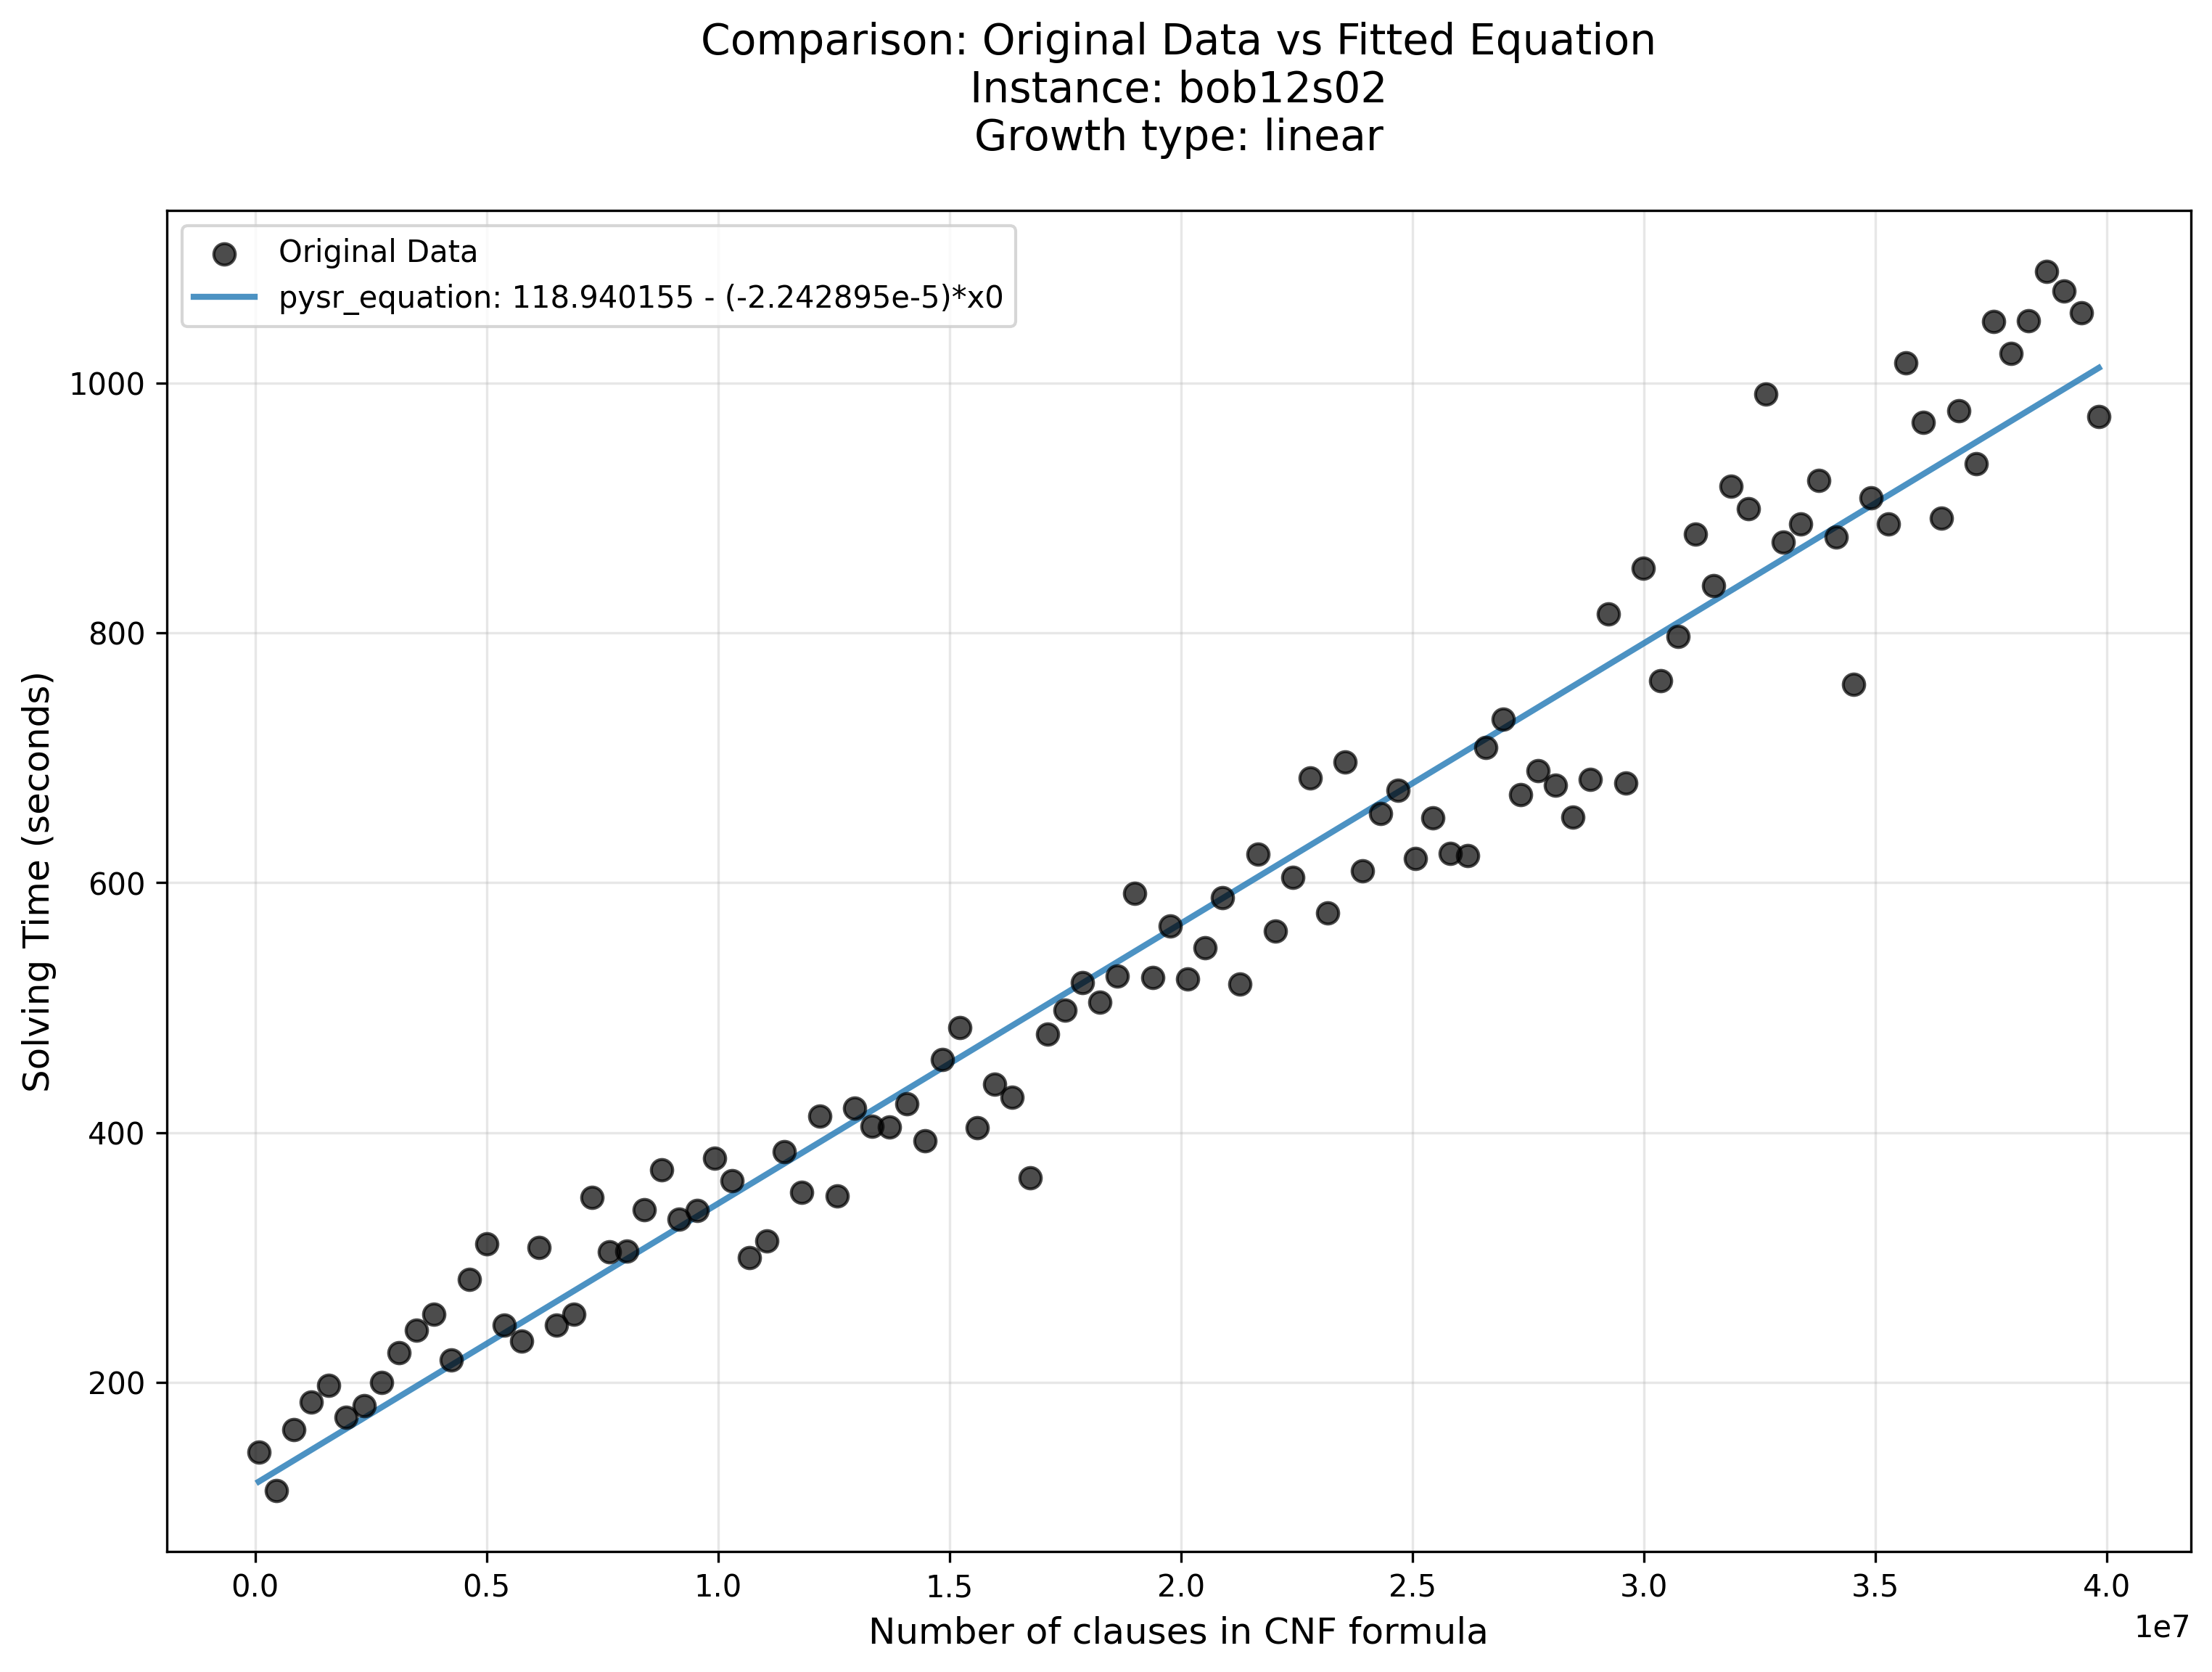 Comparison: Original Data vs Fitted Equation
Instance: bob12s02
Growth type: linear
Original Data
pysr_equation: 118.940155 - (-2.242895e-5)*x0
Solving Time (seconds)
1000
800
600
400
200
0.0 0.5 1.0 1.5 2.0 2.5 3.0 3.5 4.0
1e7
Number of clauses in CNF formula